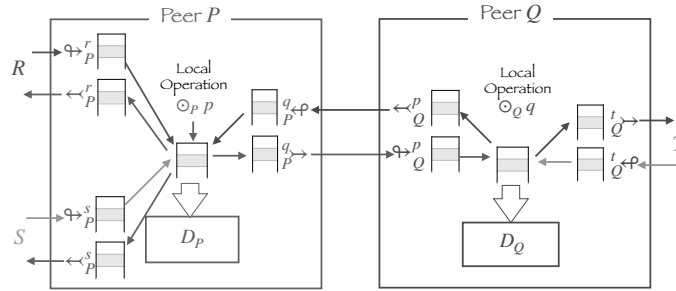 Peer P
Peer Q
R
↬ r P
↢ r P
Local
Operation
⊙P p
q P ↫
q P ↣
↢ p Q
↬ p Q
Local
Operation
⊙Q q
t Q ↣
t Q ↫
S
↬ s P
↢ s P
DP
DQ